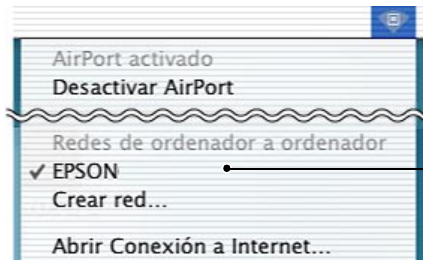 AirPort activado
Desactivar AirPort
Redes de ordenador a ordenador
✓ EPSON
Crear red...
Abrir Conexión a Internet...